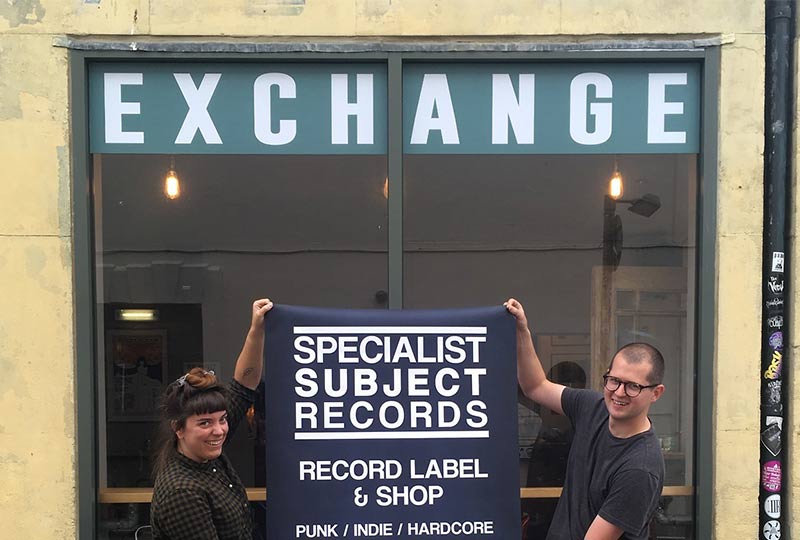 EXCHANGE
SPECIALIST
SUBJECT
RECORDS
RECORD LABEL
& SHOP
PUNK / INDIE / HARDCORE